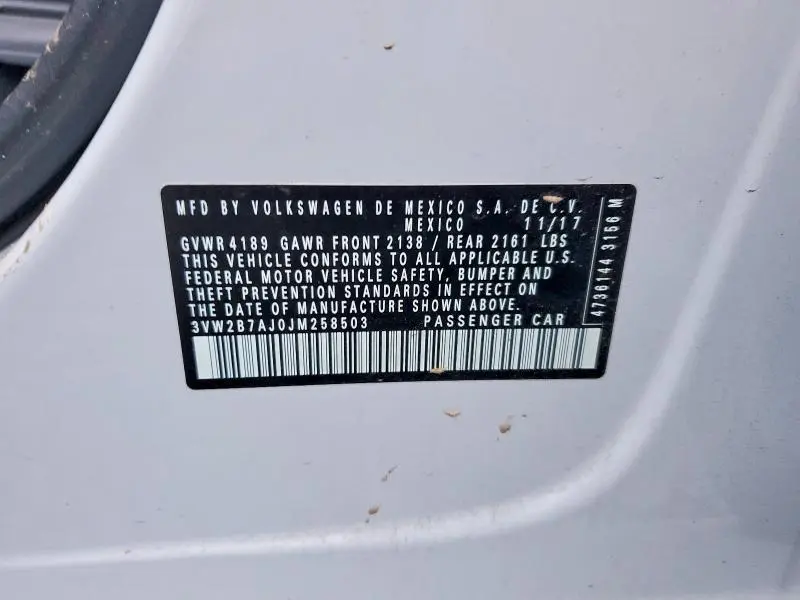 MFD BY VOLKSWAGEN DE MEXICO S.A. DE C.V.
MEXICO 11/17
GVWR 4189 GAWR FRONT 2138 / REAR 2161 LBS
THIS VEHICLE CONFORMS TO ALL APPLICABLE U.S.
FEDERAL MOTOR VEHICLE SAFETY, BUMPER AND
THEFT PREVENTION STANDARDS IN EFFECT ON
THE DATE OF MANUFACTURE SHOWN ABOVE.
3VW2B7AJ0JM258503 PASSENGER CAR
4736144 3156 M